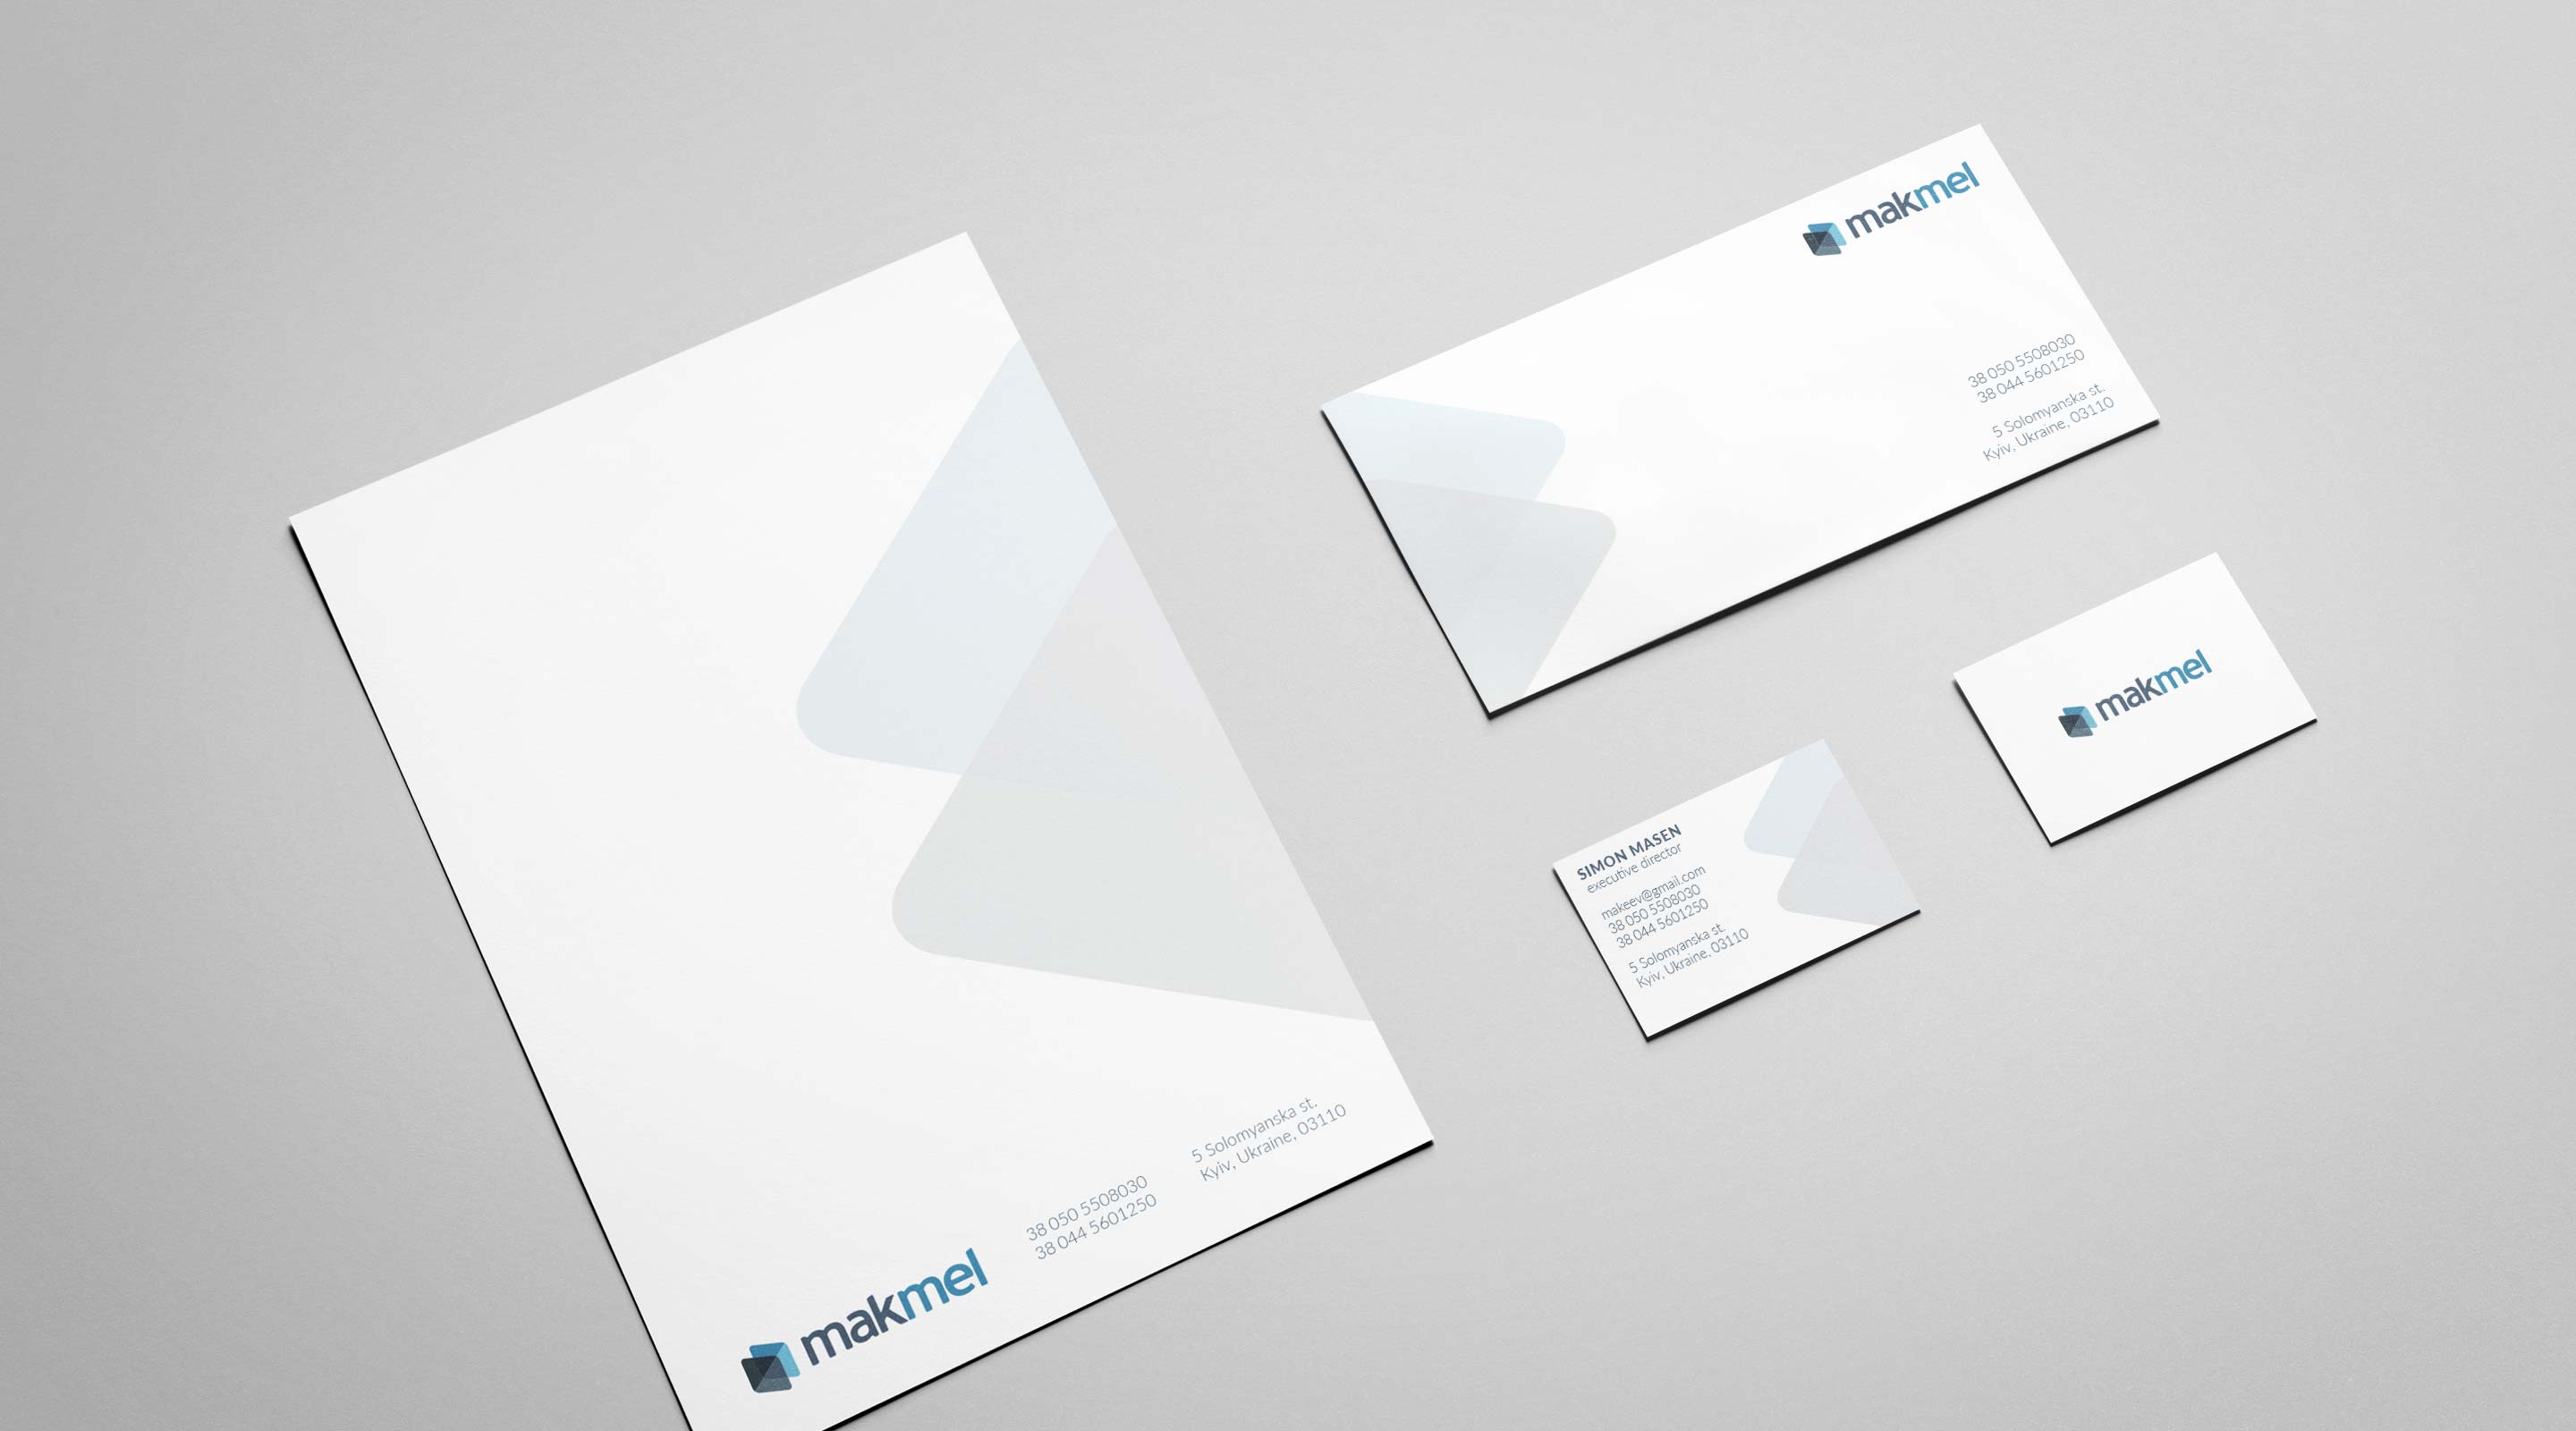 makmel
38 050 5508030
38 044 5601250
5 Solomyanska st.
Kyiv, Ukraine, 03110
makmel
SIMON MASEN
executive director
makeev@gmail.com
38 050 5508030
38 044 5601250
5 Solomyanska st.
Kyiv, Ukraine, 03110
makmel
38 050 5508030
38 044 5601250
5 Solomyanska st.
Kyiv, Ukraine, 03110